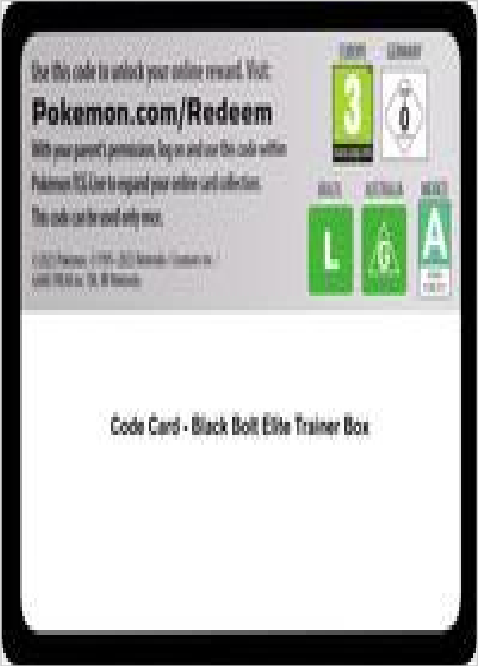 Use this code to unlock your online reward. Visit:
Pokemon.com/Redeem
With your parent's permission, log on and use this code within
Pokémon TCG Live to expand your online card collection.
This code can be used only once.
EUROPE GERMANY
3
0
BRAZIL AUSTRALIA MEXICO
L
G
A
Code Card - Black Bolt Elite Trainer Box